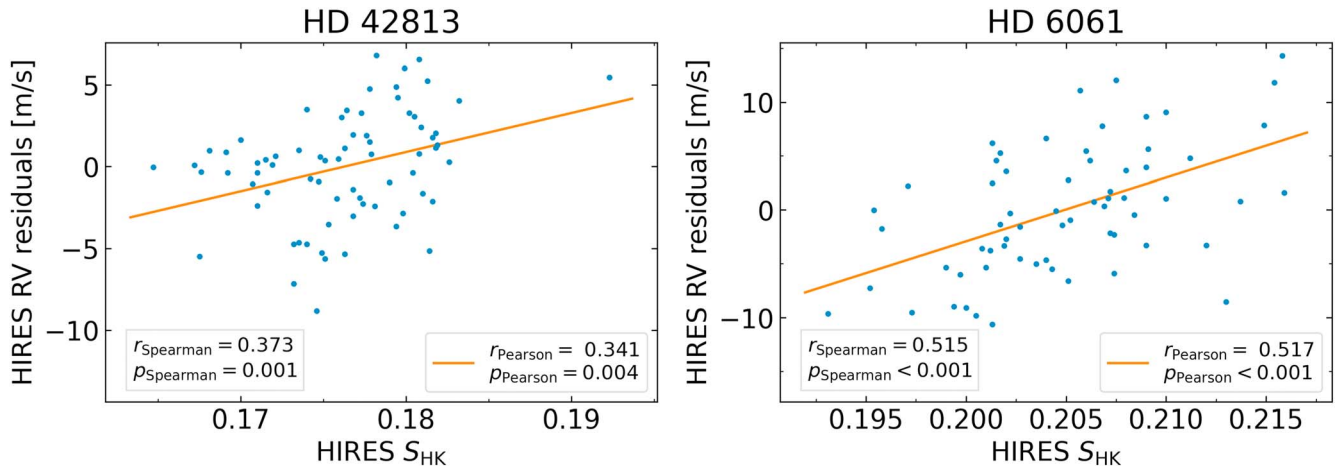 HD 42813
HIRES RV residuals [m/s]
5
0
−5
−10
r_Spearman = 0.373
p_Spearman = 0.001
r_Pearson = 0.341
p_Pearson = 0.004
0.17 0.18 0.19
HIRES S_HK
HD 6061
HIRES RV residuals [m/s]
10
0
−10
r_Spearman = 0.515
p_Spearman < 0.001
r_Pearson = 0.517
p_Pearson < 0.001
0.195 0.200 0.205 0.210 0.215
HIRES S_HK